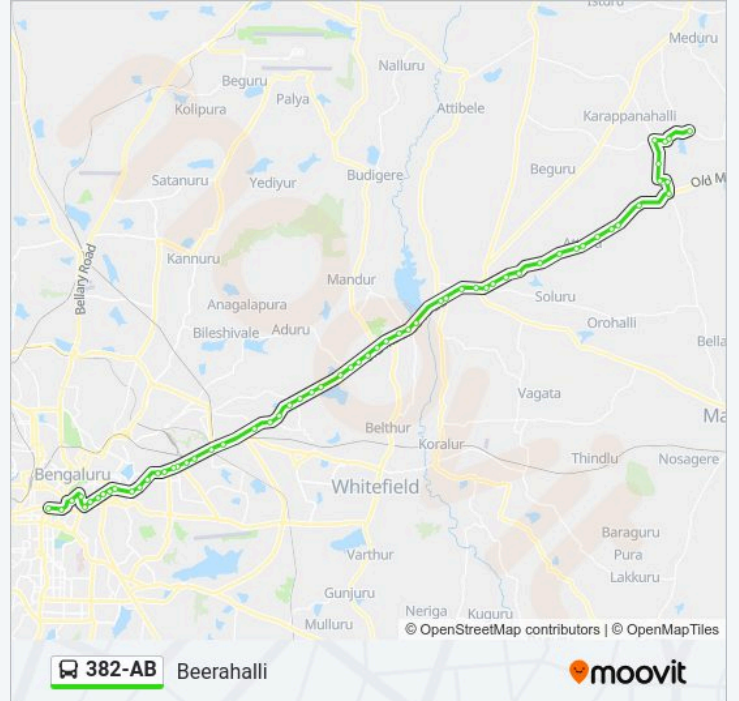 Isturu
Meduru
Nalluru
Beguru
Palya
Attibele
Kolipura
Karappanahalli
Satanuru
Yediyur
Budigere
Beguru
Old M
Kannuru
Bellary Road
Mandur
Anagalapura
Soluru
Bileshivale
Aduru
Orohalli
Bella
Vagata
Ma
Belthur
Koralur
Bengaluru
Thindlu
Nosagere
Whitefield
Baraguru
Varthur
Pura
Lakkuru
Gunjuru
Neriga
Kuguru
Mulluru
© OpenStreetMap contributors | © OpenMapTiles
382-AB
Beerahalli
moovit